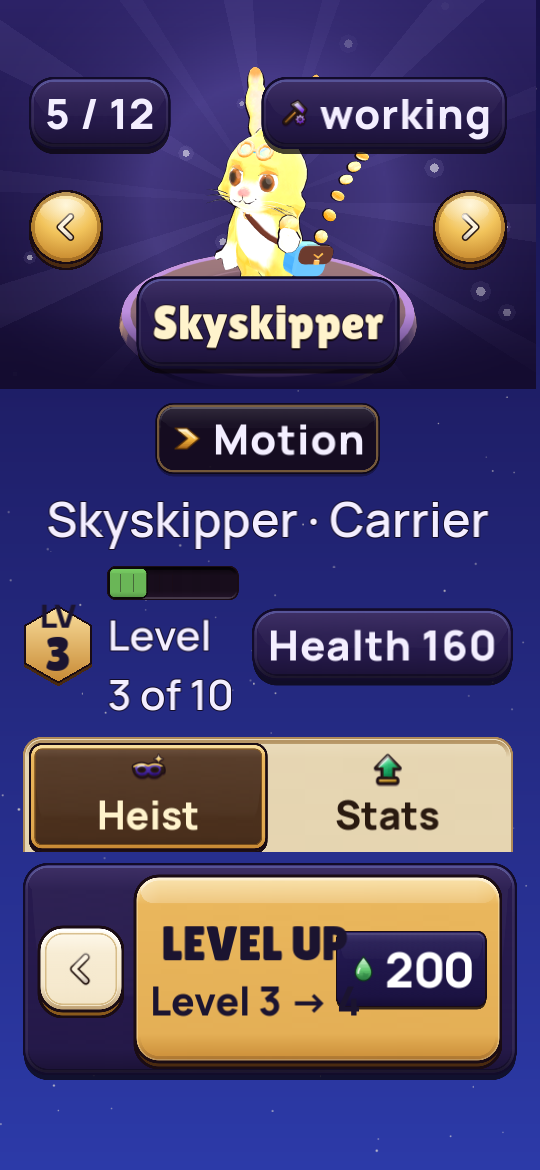 5 / 12
working
Skyskipper
Motion
Skyskipper · Carrier
LV
3
Level
3 of 10
Health 160
Heist
Stats
LEVEL UP
Level 3 → 4
200